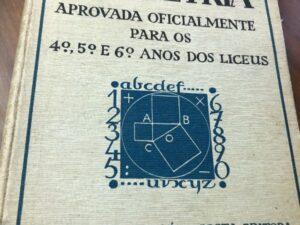 APROVADA OFICIALMENTE
PARA OS
4º, 5º E 6º ANOS DOS LICEUS
abcdef
1 + × 6
2 7
3 A B 8
4 C O 9
5 - ÷ 0
uvxyz